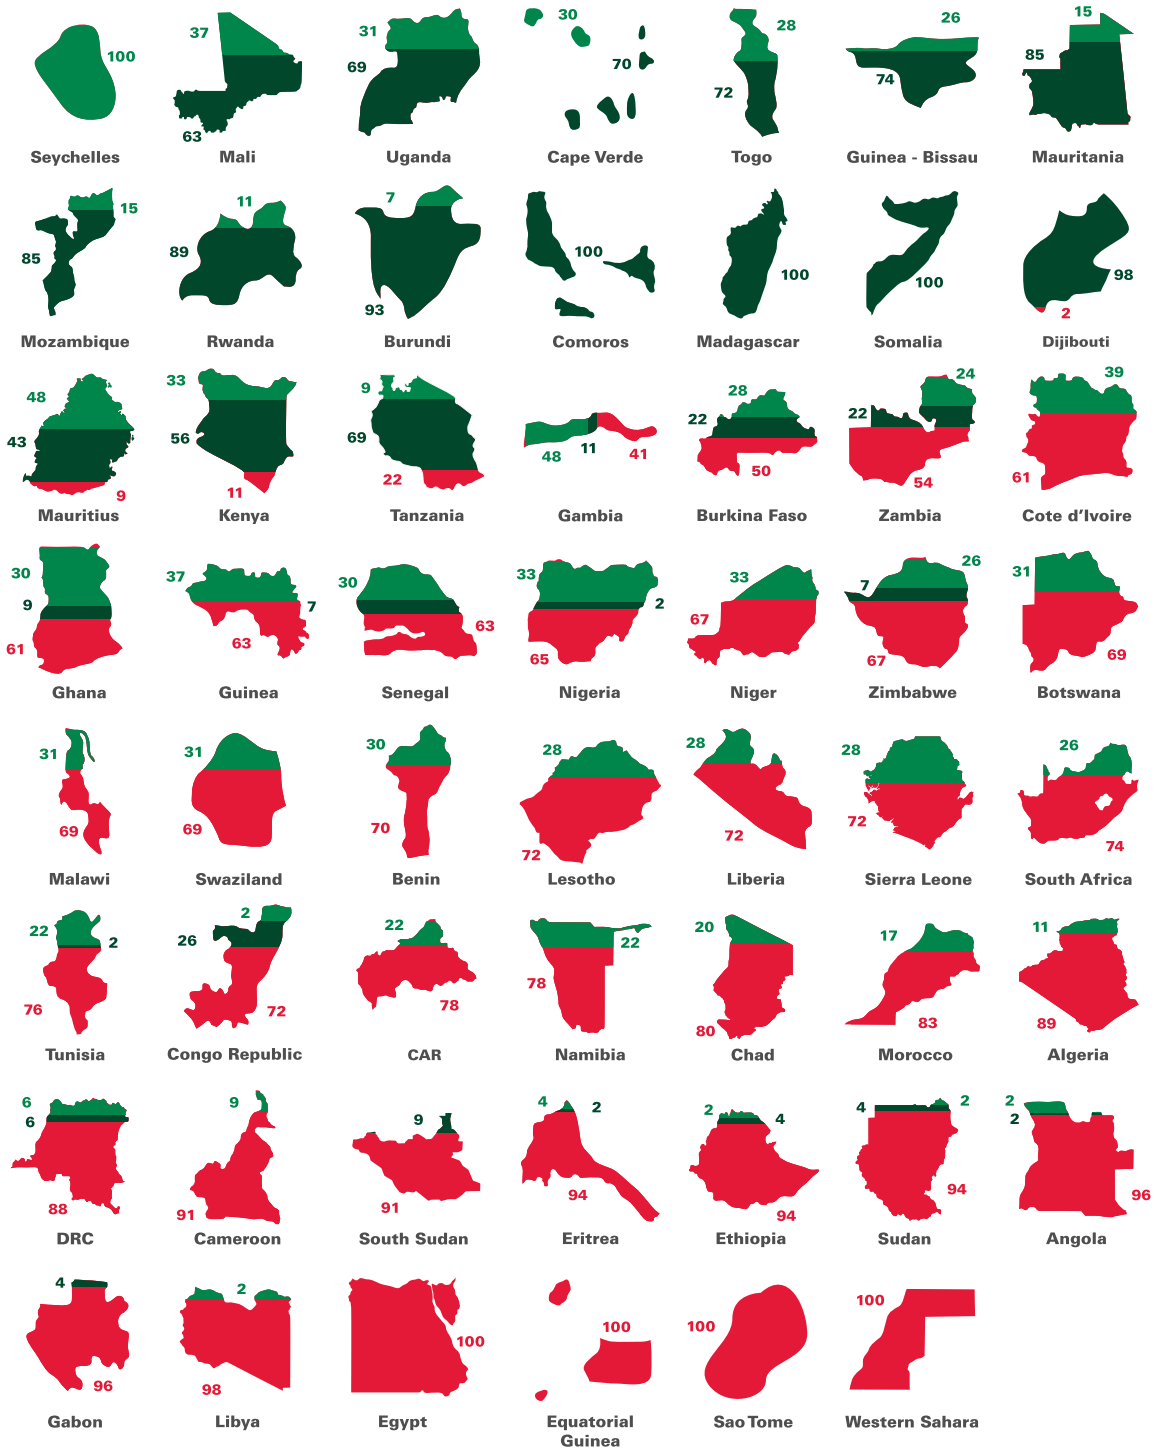 100
Seychelles
37
63
Mali
31
69
Uganda
30
70
Cape Verde
28
72
Togo
26
74
Guinea - Bissau
15
85
Mauritania
15
85
Mozambique
11
89
Rwanda
7
93
Burundi
100
Comoros
100
Madagascar
100
Somalia
98
2
Djibouti
48
43
9
Mauritius
33
56
11
Kenya
9
69
22
Tanzania
48
11
41
Gambia
28
22
50
Burkina Faso
24
22
54
Zambia
39
61
Cote d’Ivoire
30
9
61
Ghana
37
7
63
Guinea
30
63
Senegal
33
2
65
Nigeria
33
67
Niger
26
7
67
Zimbabwe
31
69
Botswana
31
69
Malawi
31
69
Swaziland
30
70
Benin
28
72
Lesotho
28
72
Liberia
28
72
Sierra Leone
26
74
South Africa
22
2
76
Tunisia
2
26
72
Congo Republic
22
78
CAR
22
78
Namibia
20
80
Chad
17
83
Morocco
11
89
Algeria
6
6
88
DRC
9
91
Cameroon
9
91
South Sudan
4
2
94
Eritrea
2
4
94
Ethiopia
4
2
94
Sudan
2
2
96
Angola
4
96
Gabon
2
98
Libya
100
Egypt
100
Equatorial
Guinea
100
Sao Tome
100
Western Sahara